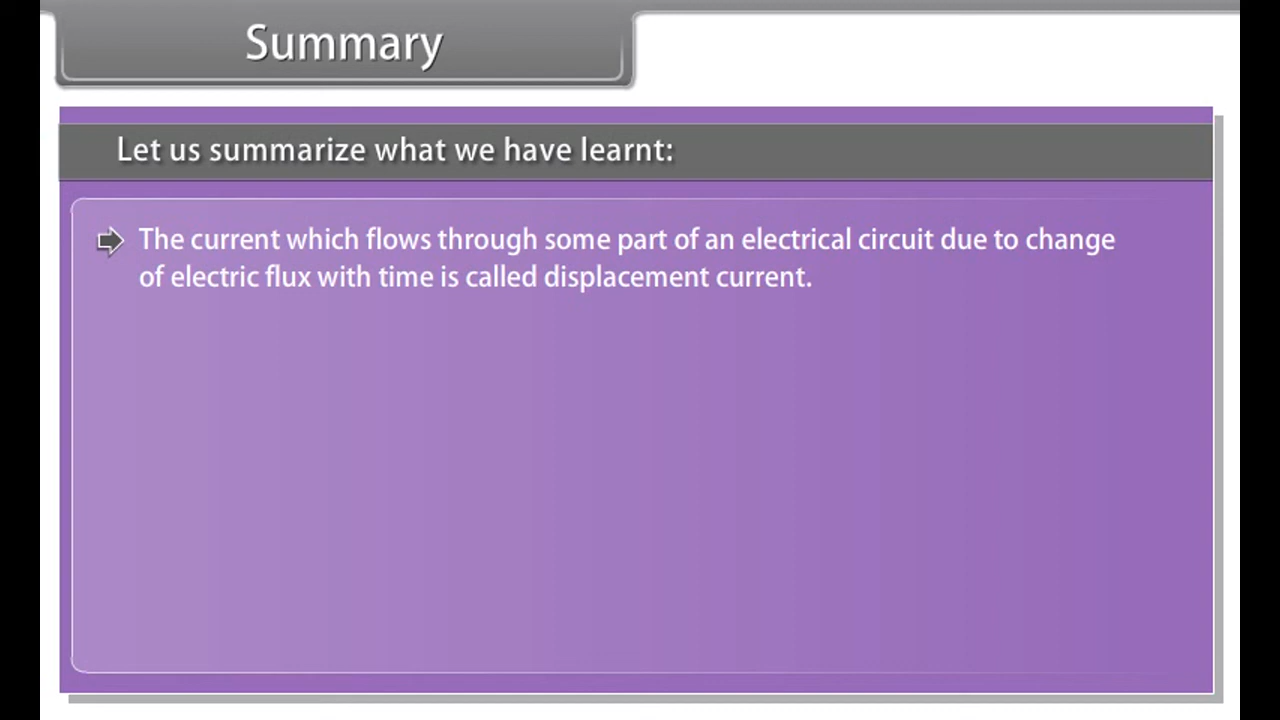 Summary
Let us summarize what we have learnt:
The current which flows through some part of an electrical circuit due to change
of electric flux with time is called displacement current.